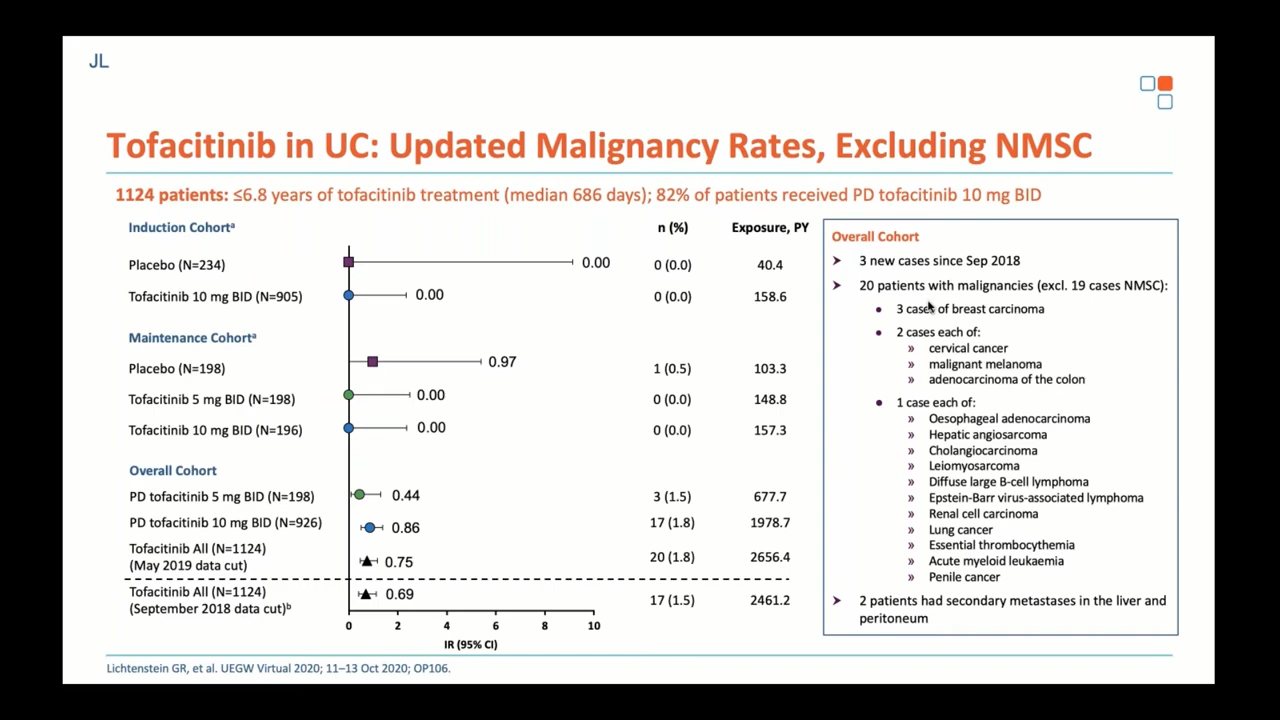 JL
Tofacitinib in UC: Updated Malignancy Rates, Excluding NMSC
1124 patients: ≤6.8 years of tofacitinib treatment (median 686 days); 82% of patients received PD tofacitinib 10 mg BID
Induction Cohortᵃ n (%) Exposure, PY
Placebo (N=234) 0.00 0 (0.0) 40.4
Tofacitinib 10 mg BID (N=905) 0.00 0 (0.0) 158.6
Maintenance Cohortᵃ
Placebo (N=198) 0.97 1 (0.5) 103.3
Tofacitinib 5 mg BID (N=198) 0.00 0 (0.0) 148.8
Tofacitinib 10 mg BID (N=196) 0.00 0 (0.0) 157.3
Overall Cohort
PD tofacitinib 5 mg BID (N=198) 0.44 3 (1.5) 677.7
PD tofacitinib 10 mg BID (N=926) 0.86 17 (1.8) 1978.7
Tofacitinib All (N=1124)
(May 2019 data cut) 0.75 20 (1.8) 2656.4
Tofacitinib All (N=1124)
(September 2018 data cut)ᵇ 0.69 17 (1.5) 2461.2
0 2 4 6 8 10
IR (95% CI)
Overall Cohort
➤ 3 new cases since Sep 2018
➤ 20 patients with malignancies (excl. 19 cases NMSC):
• 3 cases of breast carcinoma
• 2 cases each of:
» cervical cancer
» malignant melanoma
» adenocarcinoma of the colon
• 1 case each of:
» Oesophageal adenocarcinoma
» Hepatic angiosarcoma
» Cholangiocarcinoma
» Leiomyosarcoma
» Diffuse large B-cell lymphoma
» Epstein-Barr virus-associated lymphoma
» Renal cell carcinoma
» Lung cancer
» Essential thrombocythemia
» Acute myeloid leukaemia
» Penile cancer
➤ 2 patients had secondary metastases in the liver and
peritoneum
Lichtenstein GR, et al. UEGW Virtual 2020; 11–13 Oct 2020; OP106.